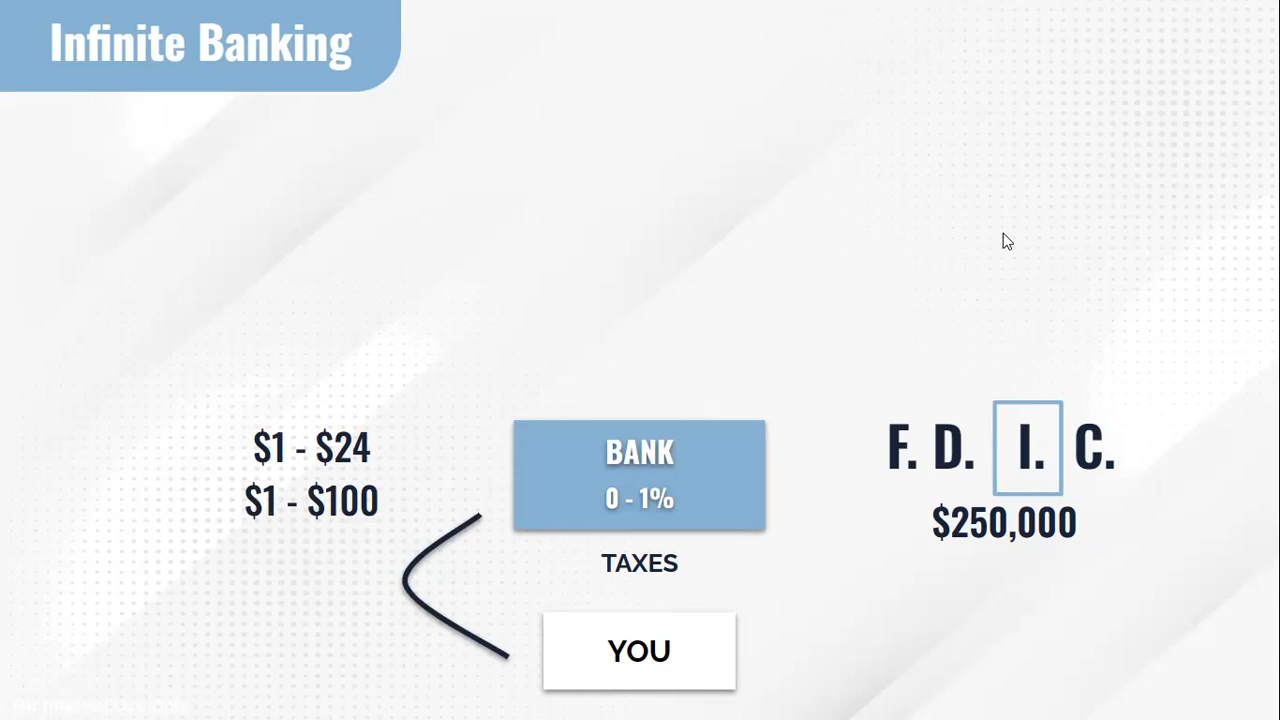 Infinite Banking
$1 - $24
$1 - $100
BANK
0 - 1%
TAXES
YOU
F. D. I. C.
$250,000